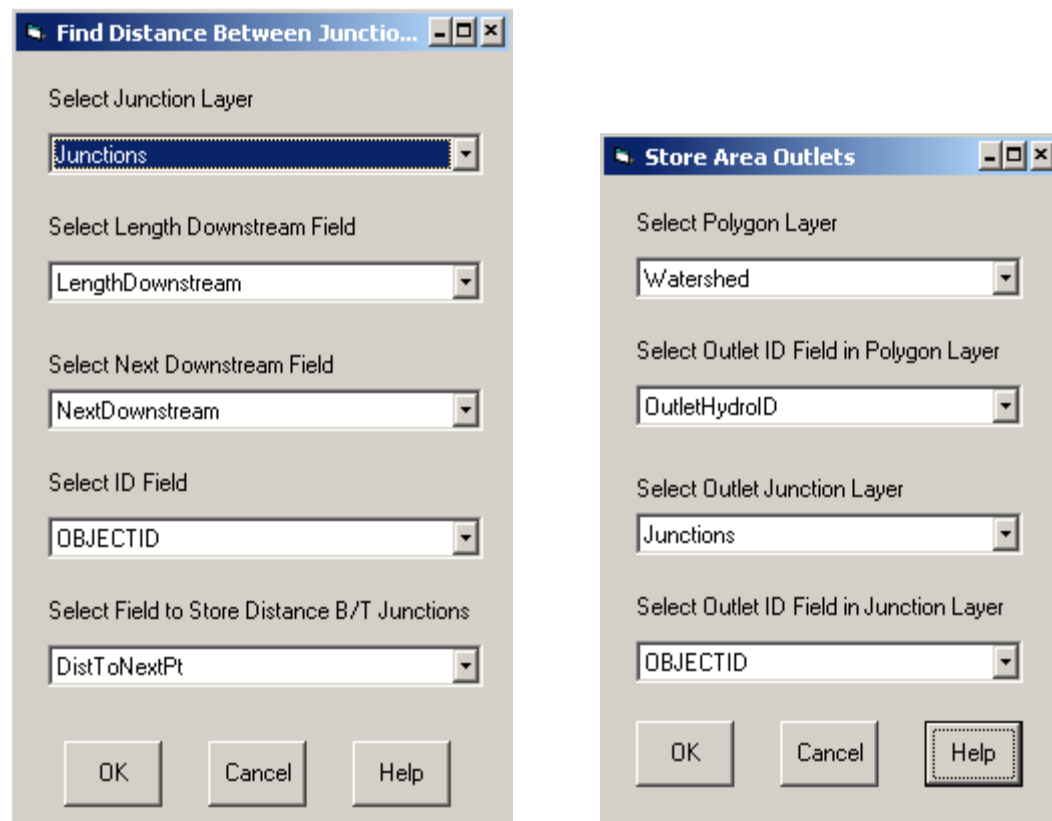 Find Distance Between Junctio...
Select Junction Layer
Junctions
Select Length Downstream Field
LengthDownstream
Select Next Downstream Field
NextDownstream
Select ID Field
OBJECTID
Select Field to Store Distance B/T Junctions
DistToNextPt
OK Cancel Help
Store Area Outlets
Select Polygon Layer
Watershed
Select Outlet ID Field in Polygon Layer
OutletHydroID
Select Outlet Junction Layer
Junctions
Select Outlet ID Field in Junction Layer
OBJECTID
OK Cancel Help